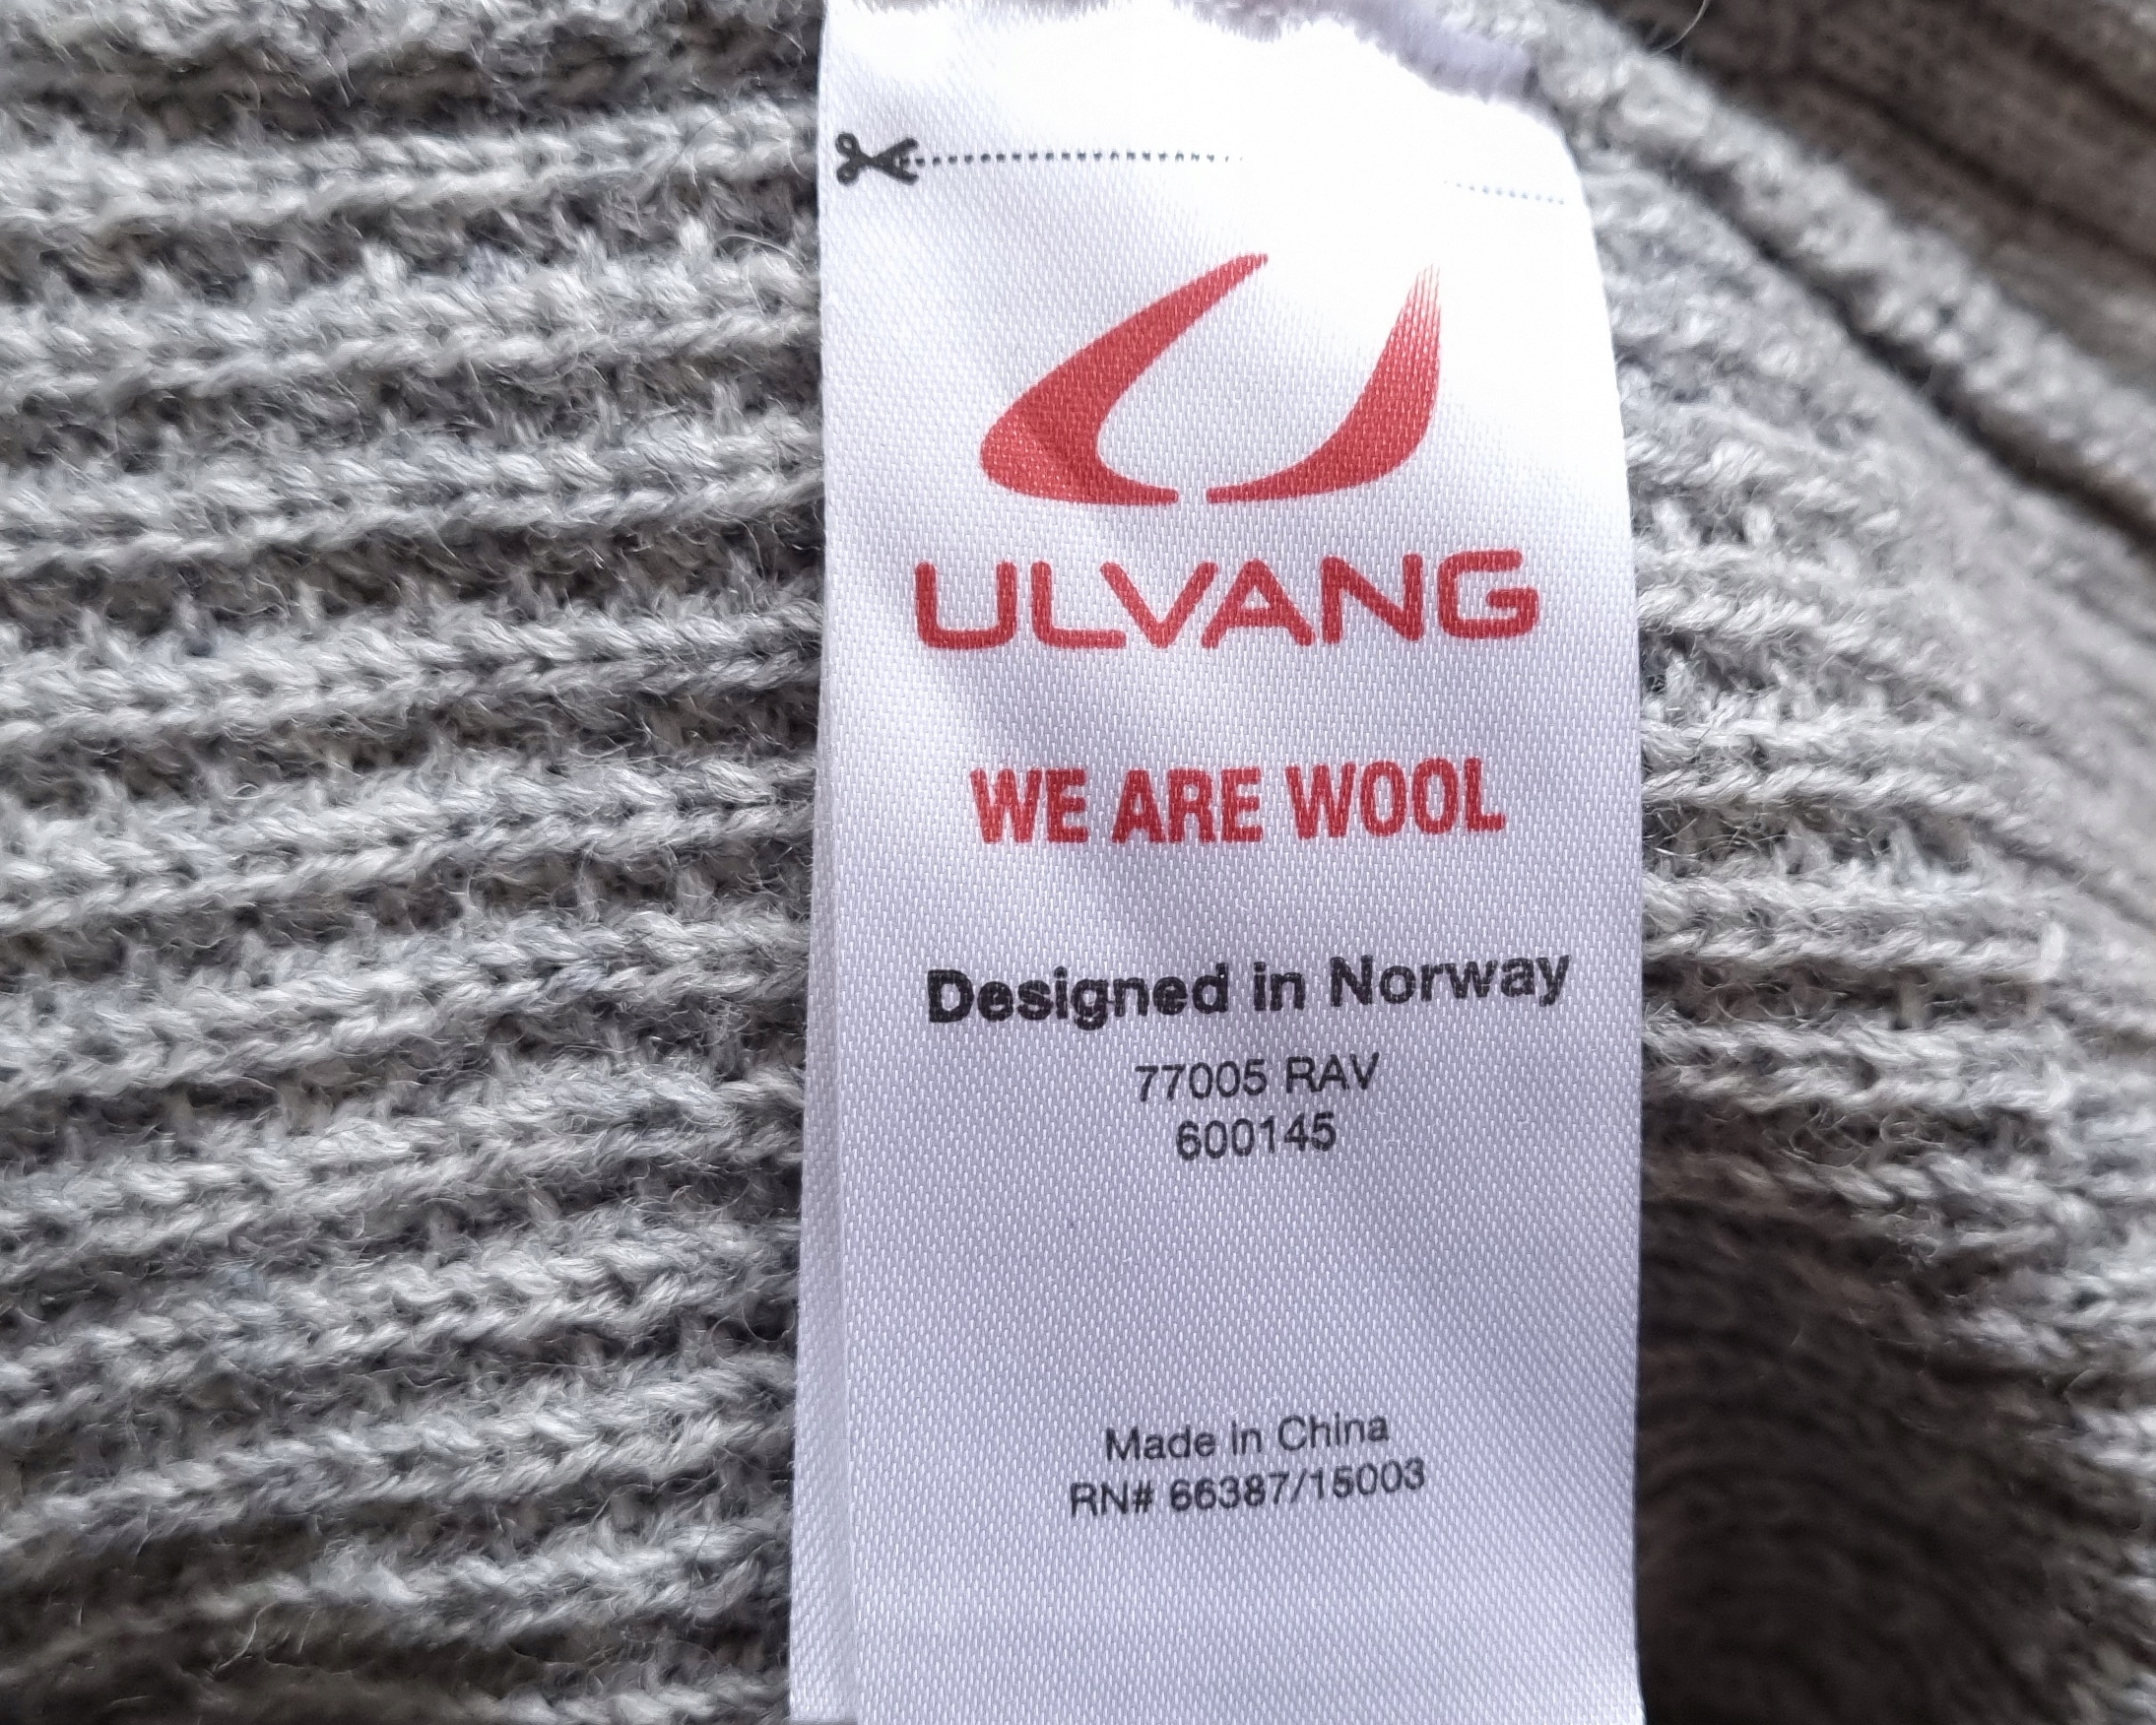 ULVANG
WE ARE WOOL
Designed in Norway
77005 RAV
600145
Made in China
RN# 66387/15003